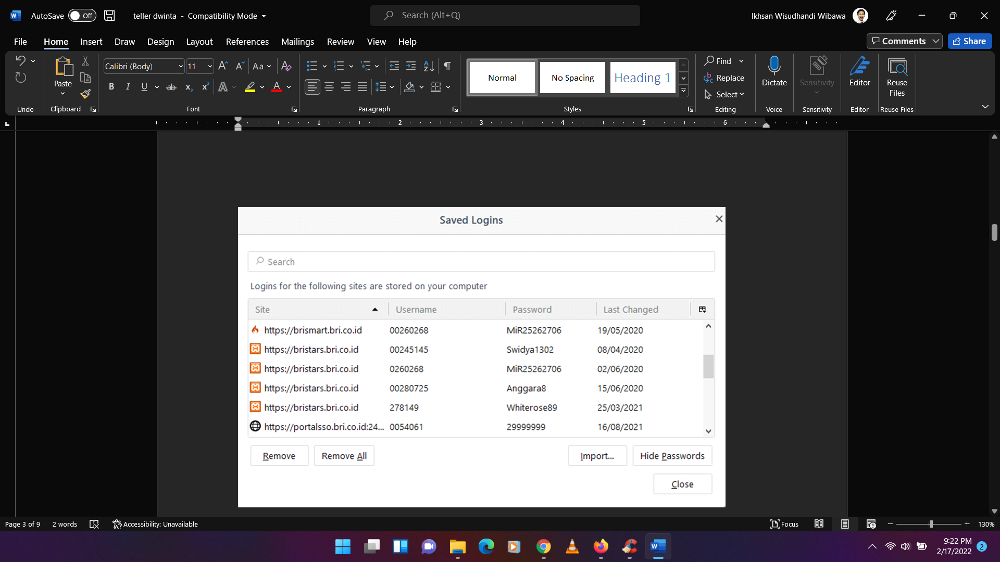 AutoSave Off teller dwinta - Compatibility Mode Search (Alt+Q) Ikhsan Wisudhandi Wibawa
File Home Insert Draw Design Layout References Mailings Review View Help Comments Share
Calibri (Body) 11 Aa
Paste
B I U ab x₂ x² A A
A↓Z ¶
Normal No Spacing Heading 1
Find
Replace
Select
Dictate Sensitivity Editor Reuse Files
Undo Clipboard Font Paragraph Styles Editing Voice Sensitivity Editor Reuse Files
1 2 3 4 5 6
Saved Logins
Search
Logins for the following sites are stored on your computer
Site Username Password Last Changed
https://brismart.bri.co.id 00260268 MiR25262706 19/05/2020
https://bristars.bri.co.id 00245145 Swidya1302 08/04/2020
https://bristars.bri.co.id 0260268 MiR25262706 02/06/2020
https://bristars.bri.co.id 00280725 Anggara8 15/06/2020
https://bristars.bri.co.id 278149 Whiterose89 25/03/2021
https://portalsso.bri.co.id:24... 0054061 29999999 16/08/2021
Remove Remove All Import... Hide Passwords
Close
Page 3 of 9 2 words Accessibility: Unavailable Focus 130%
9:22 PM
2/17/2022 2